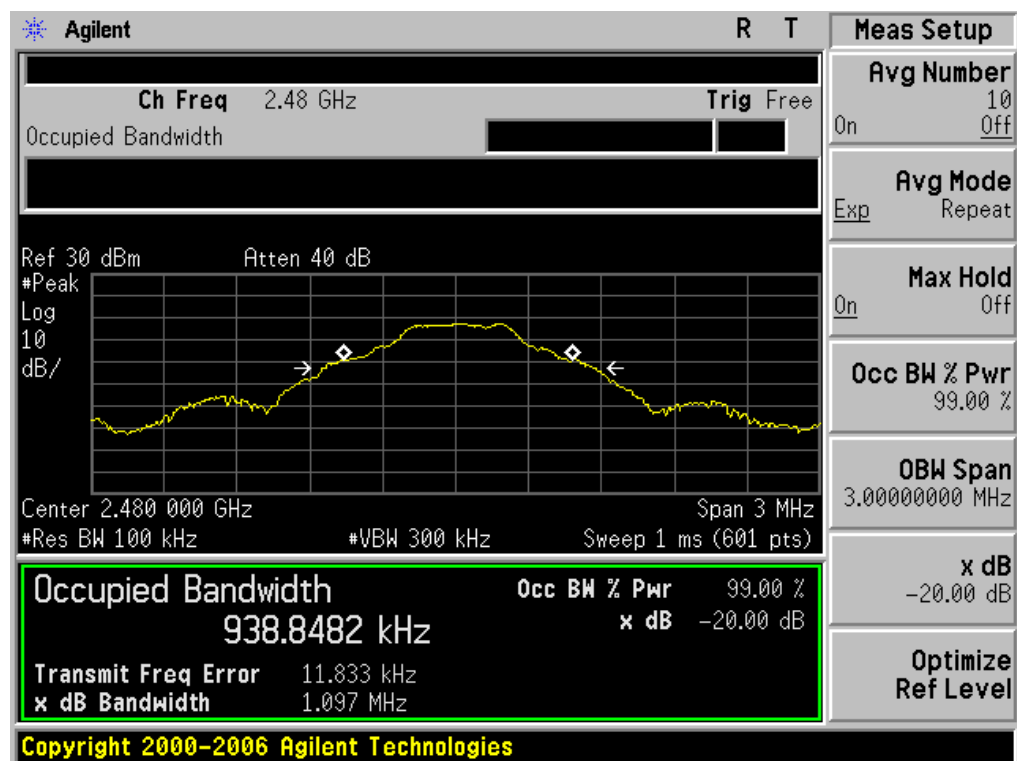 Agilent
R T
Meas Setup
Ch Freq 2.48 GHz
Trig Free
Occupied Bandwidth
Ref 30 dBm
Atten 40 dB
#Peak
Log
10
dB/
Center 2.480 000 GHz
Span 3 MHz
#Res BW 100 kHz
#VBW 300 kHz
Sweep 1 ms (601 pts)
Occupied Bandwidth
938.8482 kHz
Occ BW % Pwr 99.00 %
x dB -20.00 dB
Transmit Freq Error 11.833 kHz
x dB Bandwidth 1.097 MHz
Avg Number
10
On Off
Avg Mode
Exp Repeat
Max Hold
On Off
Occ BW % Pwr
99.00 %
OBW Span
3.00000000 MHz
x dB
-20.00 dB
Optimize
Ref Level
Copyright 2000-2006 Agilent Technologies